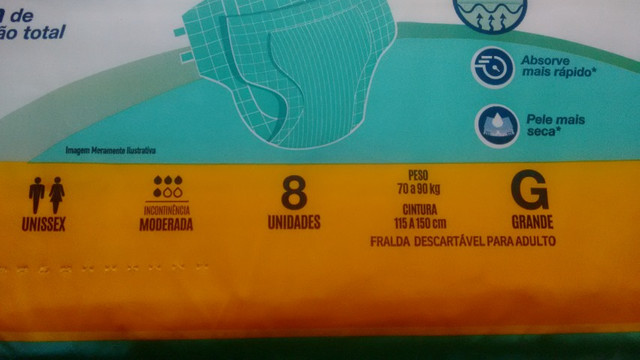 de
ão total
Absorve
mais rápido*
Pele mais
seca*
Imagem Meramente Ilustrativa
UNISSEX
INCONTINÊNCIA
MODERADA
8
UNIDADES
PESO
70 a 90 kg
CINTURA
115 A 150 cm
G
GRANDE
FRALDA DESCARTÁVEL PARA ADULTO